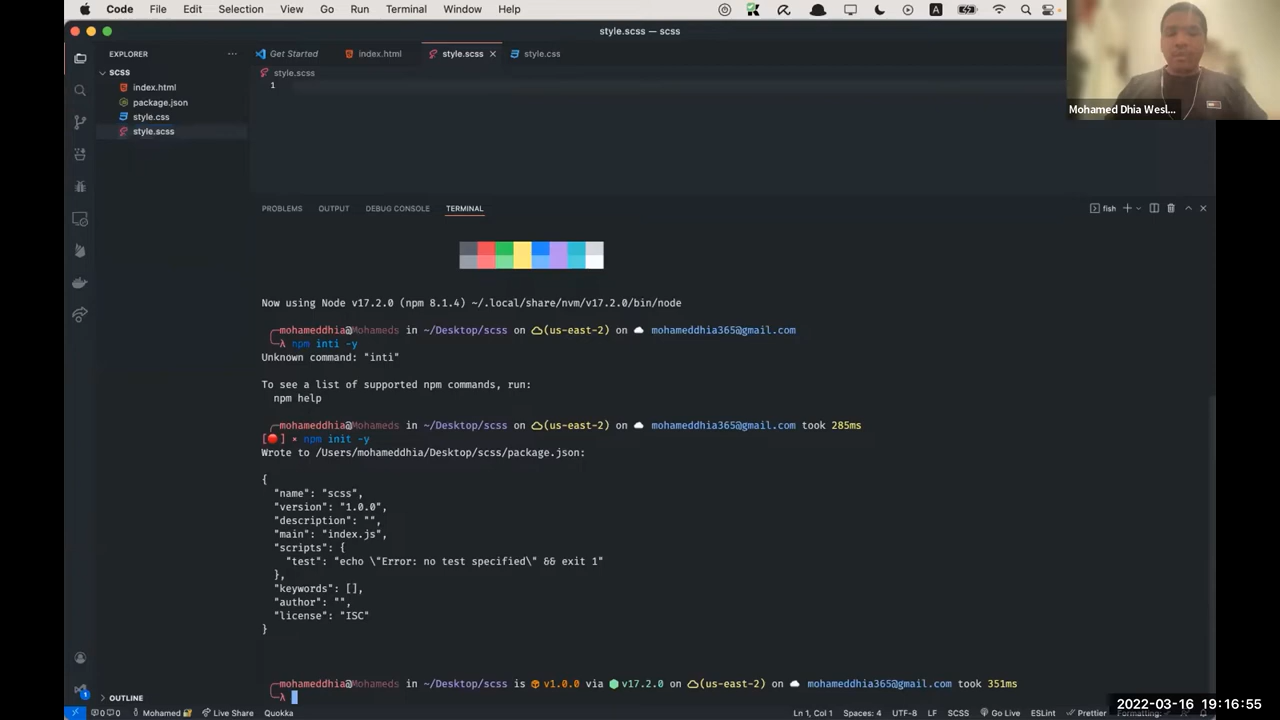 Code File Edit Selection View Go Run Terminal Window Help A
style.scss — scss
EXPLORER
Get Started index.html style.scss style.css
SCSS
style.scss
index.html
1
package.json
style.css
style.scss
Mohamed Dhia Wesl...
PROBLEMS OUTPUT DEBUG CONSOLE TERMINAL
fish
Now using Node v17.2.0 (npm 8.1.4) ~/.local/share/nvm/v17.2.0/bin/node
mohameddhia@Mohameds in ~/Desktop/scss on (us-east-2) on mohameddhia365@gmail.com
λ npm inti -y
Unknown command: "inti"
To see a list of supported npm commands, run:
npm help
mohameddhia@Mohameds in ~/Desktop/scss on (us-east-2) on mohameddhia365@gmail.com took 285ms
[🔴] × npm init -y
Wrote to /Users/mohameddhia/Desktop/scss/package.json:
{
"name": "scss",
"version": "1.0.0",
"description": "",
"main": "index.js",
"scripts": {
"test": "echo \"Error: no test specified\" && exit 1"
},
"keywords": [],
"author": "",
"license": "ISC"
}
mohameddhia@Mohameds in ~/Desktop/scss is v1.0.0 via v17.2.0 on (us-east-2) on mohameddhia365@gmail.com took 351ms
λ
OUTLINE
2022-03-16 19:16:55
0 0 Mohamed Live Share Quokka Ln 1, Col 1 Spaces: 4 UTF-8 LF SCSS Go Live ESLint Prettier